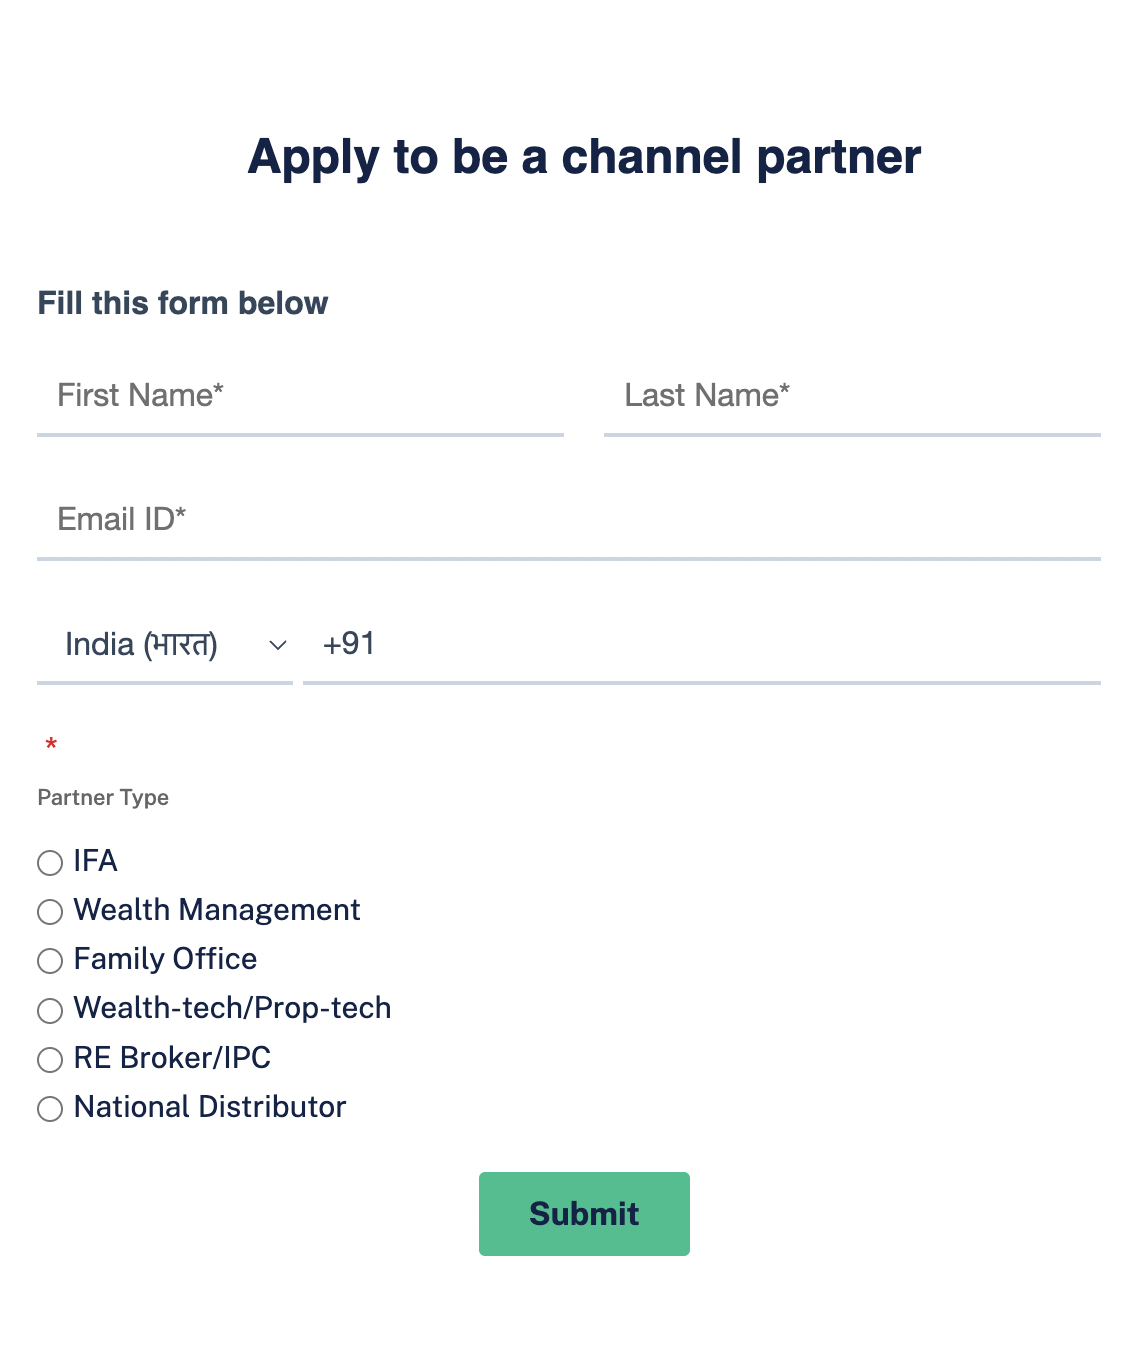 Apply to be a channel partner
Fill this form below
First Name* Last Name*
Email ID*
India (भारत) +91
*
Partner Type
IFA
Wealth Management
Family Office
Wealth-tech/Prop-tech
RE Broker/IPC
National Distributor
Submit